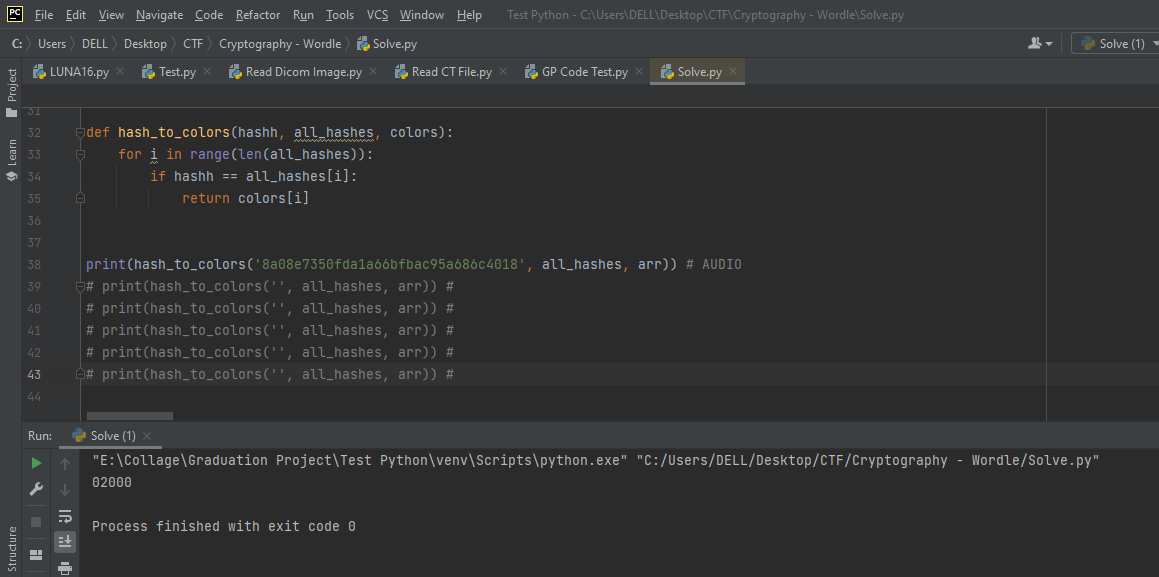 PC File Edit View Navigate Code Refactor Run Tools VCS Window Help Test Python - C:\Users\DELL\Desktop\CTF\Cryptography - Wordle\Solve.py
C: Users DELL Desktop CTF Cryptography - Wordle Solve.py Solve (1)
LUNA16.py Test.py Read Dicom Image.py Read CT File.py GP Code Test.py Solve.py
Project
Learn
Structure
31
32 def hash_to_colors(hashh, all_hashes, colors):
33 for i in range(len(all_hashes)):
34 if hashh == all_hashes[i]:
35 return colors[i]
36
37
38 print(hash_to_colors('8a08e7350fda1a66bfbac95a686c4018', all_hashes, arr)) # AUDIO
39 # print(hash_to_colors('', all_hashes, arr)) #
40 # print(hash_to_colors('', all_hashes, arr)) #
41 # print(hash_to_colors('', all_hashes, arr)) #
42 # print(hash_to_colors('', all_hashes, arr)) #
43 # print(hash_to_colors('', all_hashes, arr)) #
44
Run: Solve (1)
"E:\Collage\Graduation Project\Test Python\venv\Scripts\python.exe" "C:/Users/DELL/Desktop/CTF/Cryptography - Wordle/Solve.py"
02000
Process finished with exit code 0